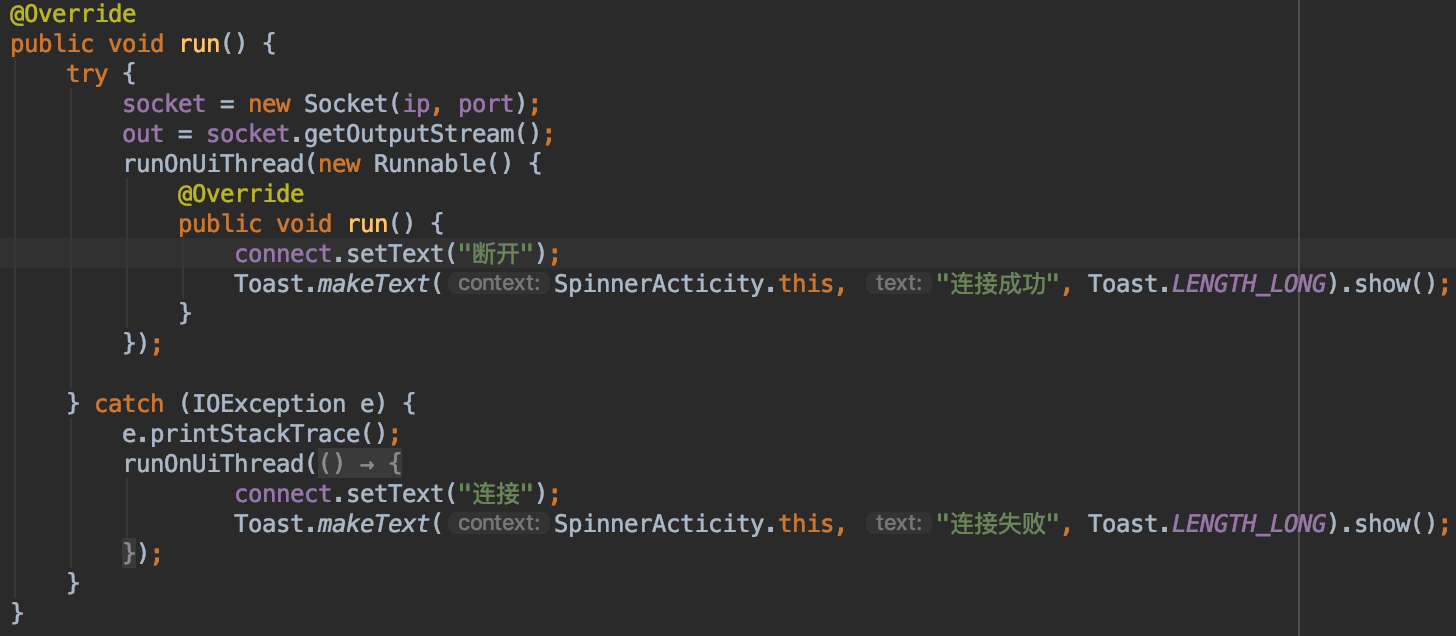 @Override
public void run() {
    try {
        socket = new Socket(ip, port);
        out = socket.getOutputStream();
        runOnUiThread(new Runnable() {
            @Override
            public void run() {
                connect.setText("断开");
                Toast.makeText( context: SpinnerActicity.this, text: "连接成功", Toast.LENGTH_LONG).show();
            }
        });
    } catch (IOException e) {
        e.printStackTrace();
        runOnUiThread(() → {
                connect.setText("连接");
                Toast.makeText( context: SpinnerActicity.this, text: "连接失败", Toast.LENGTH_LONG).show();
        });
    }
}